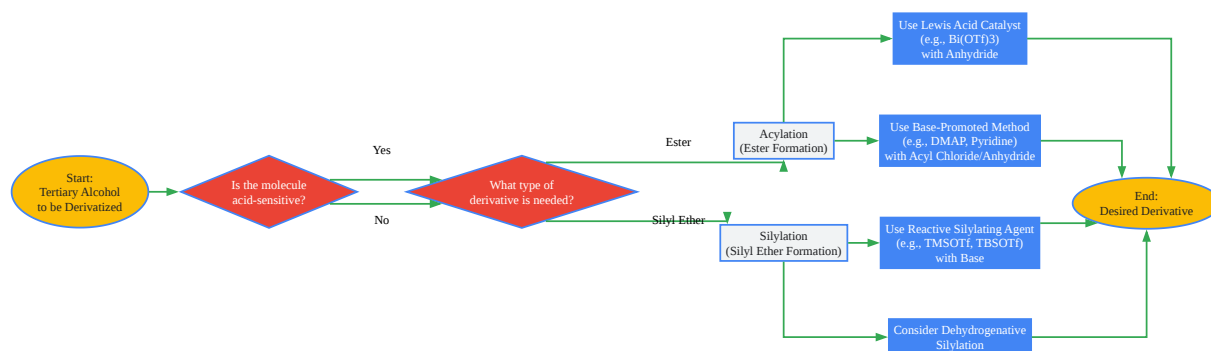 Start:
Tertiary Alcohol
to be Derivatized
Is the molecule
acid-sensitive?
Yes
No
What type of
derivative is needed?
Ester
Silyl Ether
Acylation
(Ester Formation)
Silylation
(Silyl Ether Formation)
Use Lewis Acid Catalyst
(e.g., Bi(OTf)3)
with Anhydride
Use Base-Promoted Method
(e.g., DMAP, Pyridine)
with Acyl Chloride/Anhydride
Use Reactive Silylating Agent
(e.g., TMSOTf, TBSOTf)
with Base
Consider Dehydrogenative
Silylation
End:
Desired Derivative